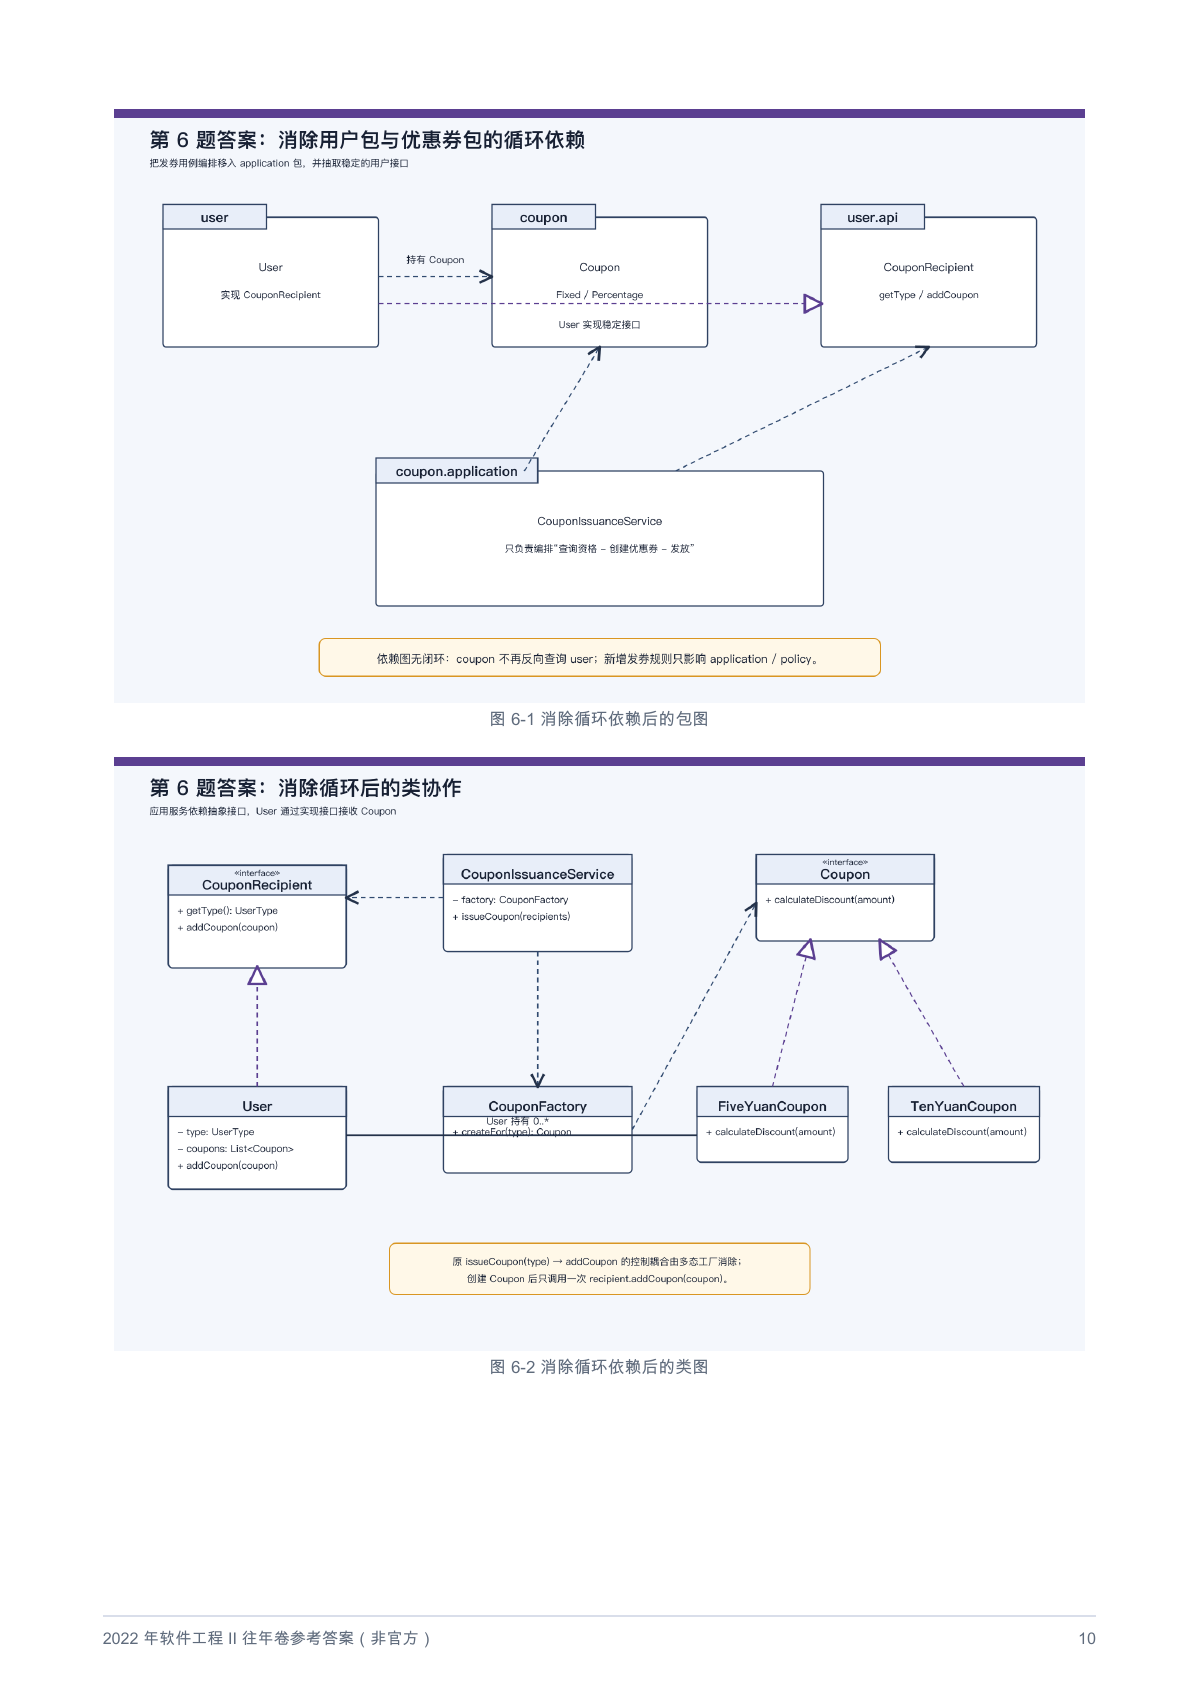 第 6 题答案：消除用户包与优惠券包的循环依赖
把发券用例编排移入 application 包，并抽取稳定的用户接口
user
coupon
user.api
User
实现 CouponRecipient
持有 Coupon
Coupon
Fixed / Percentage
User 实现稳定接口
CouponRecipient
getType / addCoupon
coupon.application
CouponIssuanceService
只负责编排“查询资格 – 创建优惠券 – 发放”
依赖图无闭环：coupon 不再反向查询 user；新增发券规则只影响 application / policy。
图 6-1 消除循环依赖后的包图
第 6 题答案：消除循环后的类协作
应用服务依赖抽象接口，User 通过实现接口接收 Coupon
«interface»
CouponRecipient
+ getType(): UserType
+ addCoupon(coupon)
CouponIssuanceService
– factory: CouponFactory
+ issueCoupon(recipients)
«interface»
Coupon
+ calculateDiscount(amount)
User
– type: UserType
– coupons: List<Coupon>
+ addCoupon(coupon)
CouponFactory
User 持有 0..*
+ createFor(type): Coupon
FiveYuanCoupon
+ calculateDiscount(amount)
TenYuanCoupon
+ calculateDiscount(amount)
原 issueCoupon(type) → addCoupon 的控制耦合由多态工厂消除；
创建 Coupon 后只调用一次 recipient.addCoupon(coupon)。
图 6-2 消除循环依赖后的类图
2022 年软件工程 II 往年卷参考答案（非官方）
10